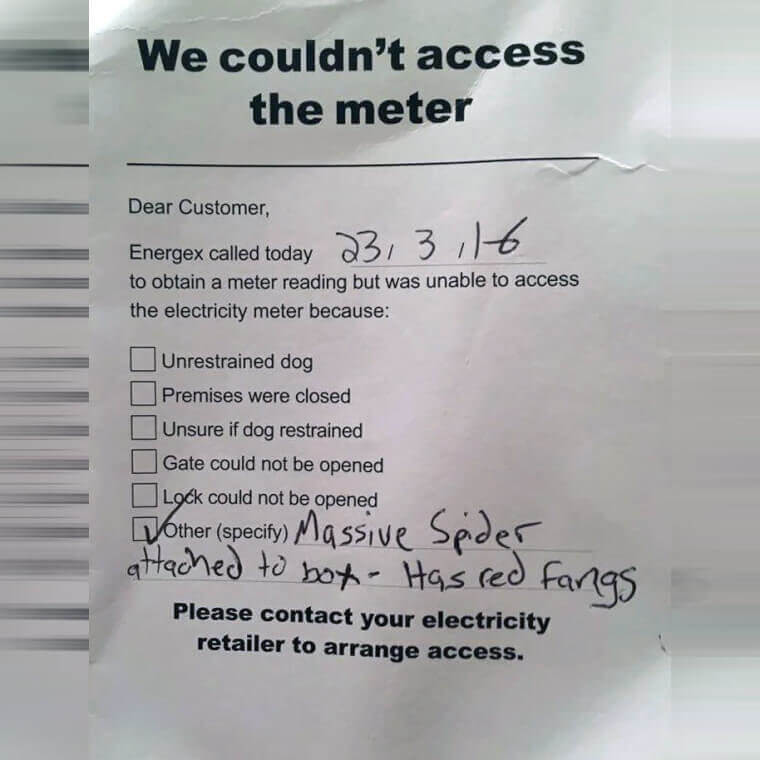 We couldn't access
the meter
Dear Customer,
Energex called today 23, 3, 16
to obtain a meter reading but was unable to access
the electricity meter because:
Unrestrained dog
Premises were closed
Unsure if dog restrained
Gate could not be opened
Lock could not be opened
Other (specify) Massive Spider
attached to box - Has red fangs
Please contact your electricity
retailer to arrange access.